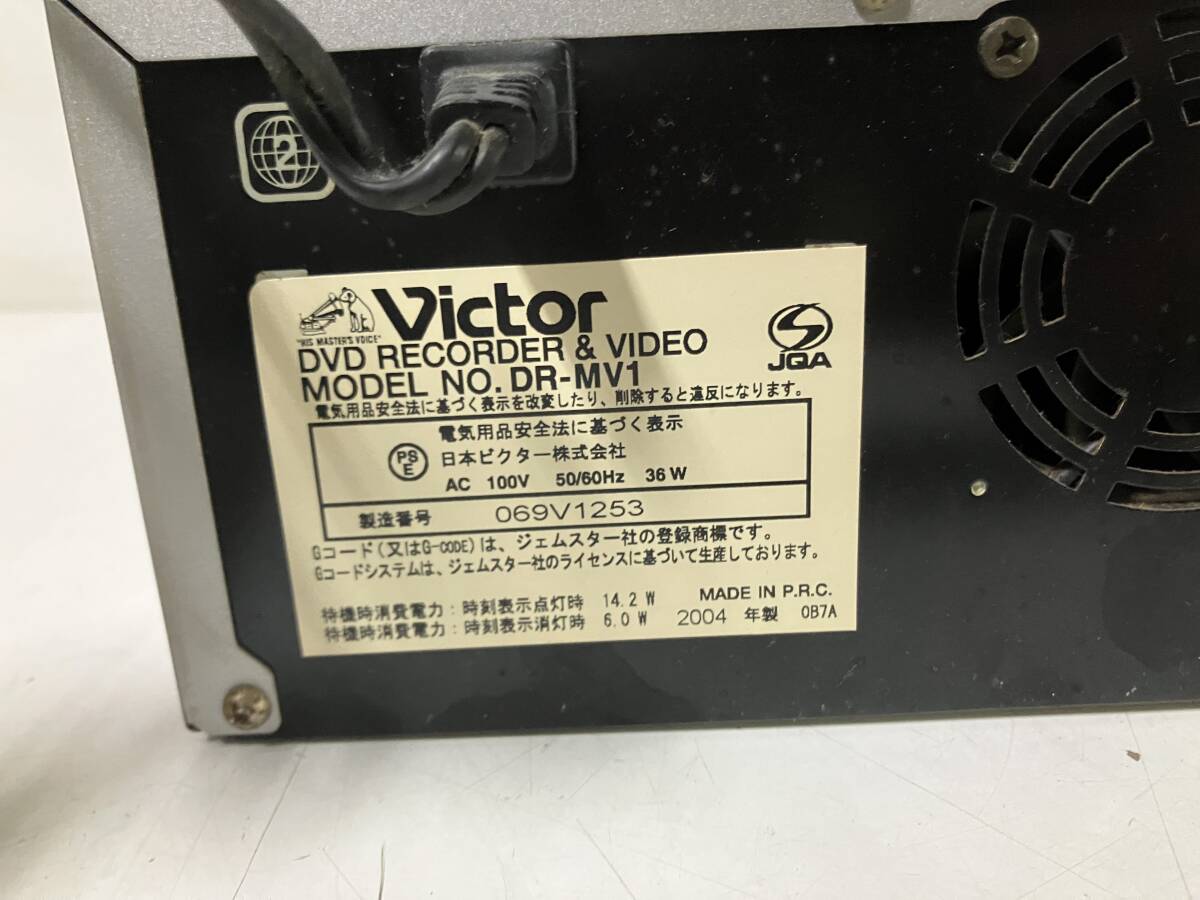 2
"HIS MASTER'S VOICE"
Victor
DVD RECORDER & VIDEO
MODEL NO. DR-MV1
JQA
電気用品安全法に基づく表示を改変したり、削除すると違反になります。
電気用品安全法に基づく表示
PS
E
日本ビクター株式会社
AC 100V 50/60Hz 36W
製造番号 069V1253
Gコード(又はG-CODE)は、ジェムスター社の登録商標です。
Gコードシステムは、ジェムスター社のライセンスに基づいて生産しております。
待機時消費電力:時刻表示点灯時 14.2 W
待機時消費電力:時刻表示消灯時 6.0 W
MADE IN P.R.C.
2004 年製 0B7A